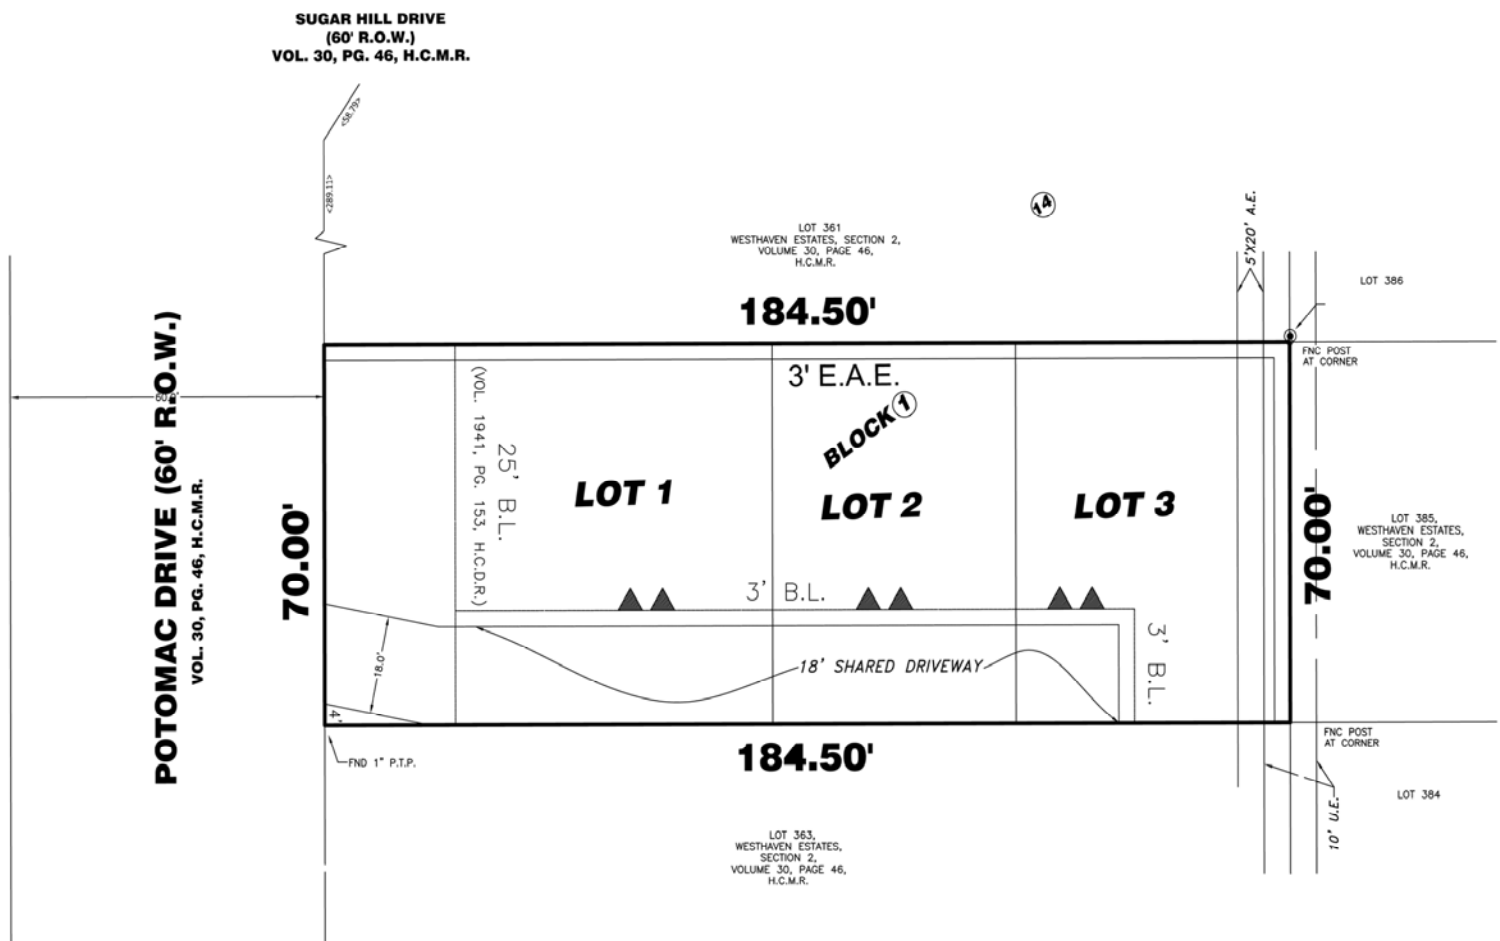 SUGAR HILL DRIVE
(60' R.O.W.)
VOL. 30, PG. 46, H.C.M.R.
<58.79>
<289.11>
14
LOT 361
WESTHAVEN ESTATES, SECTION 2,
VOLUME 30, PAGE 46,
H.C.M.R.
5'X20' A.E.
LOT 386
184.50'
FNC POST
AT CORNER
60.0'
POTOMAC DRIVE (60' R.O.W.)
VOL. 30, PG. 46, H.C.M.R.
70.00'
3' E.A.E.
BLOCK 1
(VOL. 1941, PG. 153, H.C.D.R.)
25' B.L.
LOT 1
LOT 2
LOT 3
70.00'
LOT 385,
WESTHAVEN ESTATES,
SECTION 2,
VOLUME 30, PAGE 46,
H.C.M.R.
3' B.L.
3' B.L.
18.0'
18' SHARED DRIVEWAY
4'
FND 1" P.T.P.
184.50'
FNC POST
AT CORNER
10' U.E.
LOT 384
LOT 363,
WESTHAVEN ESTATES,
SECTION 2,
VOLUME 30, PAGE 46,
H.C.M.R.